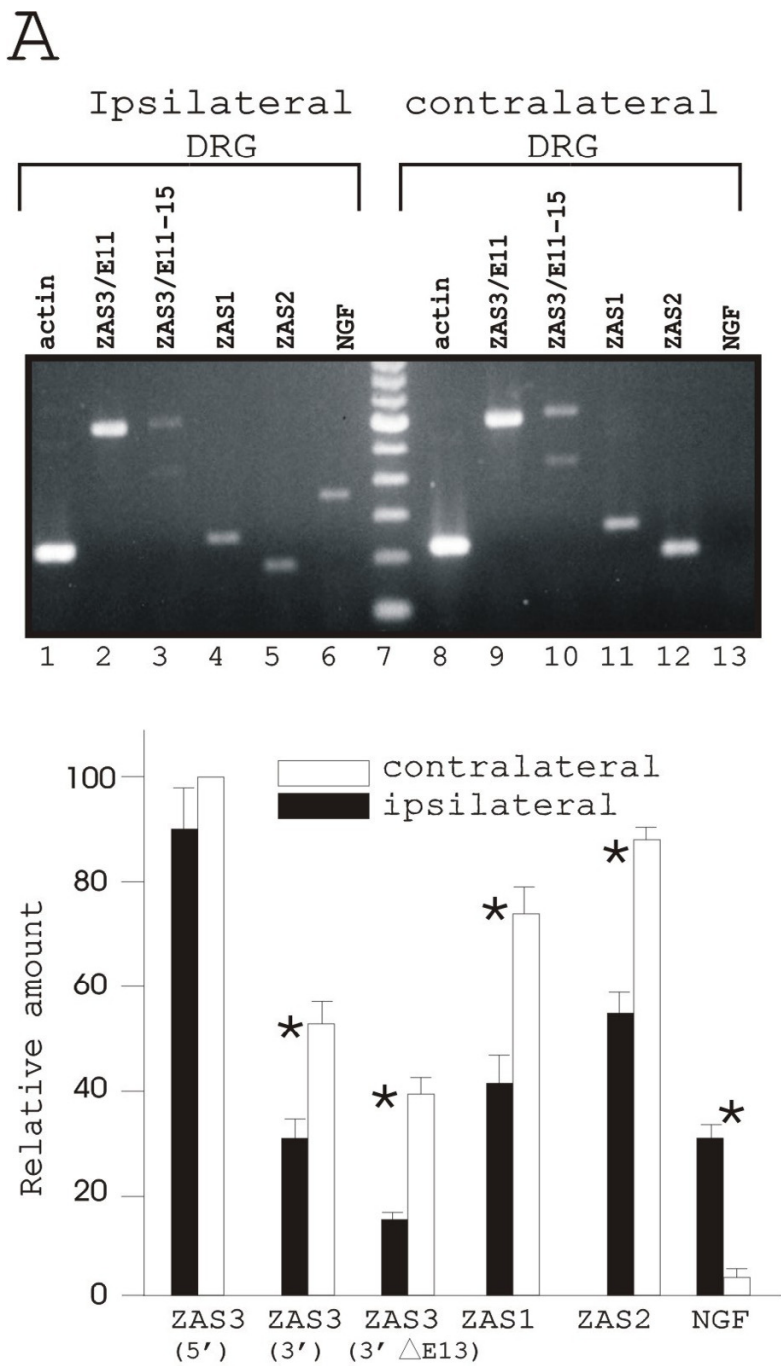 A
Ipsilateral contralateral
DRG DRG
actin ZAS3/E11 ZAS3/E11-15 ZAS1 ZAS2 NGF actin ZAS3/E11 ZAS3/E11-15 ZAS1 ZAS2 NGF
1 2 3 4 5 6 7 8 9 10 11 12 13
contralateral
ipsilateral
Relative amount
100
80
60
40
20
0
* * * * *
ZAS3 ZAS3 ZAS3 ZAS1 ZAS2 NGF
(5′) (3′) (3′ △E13)